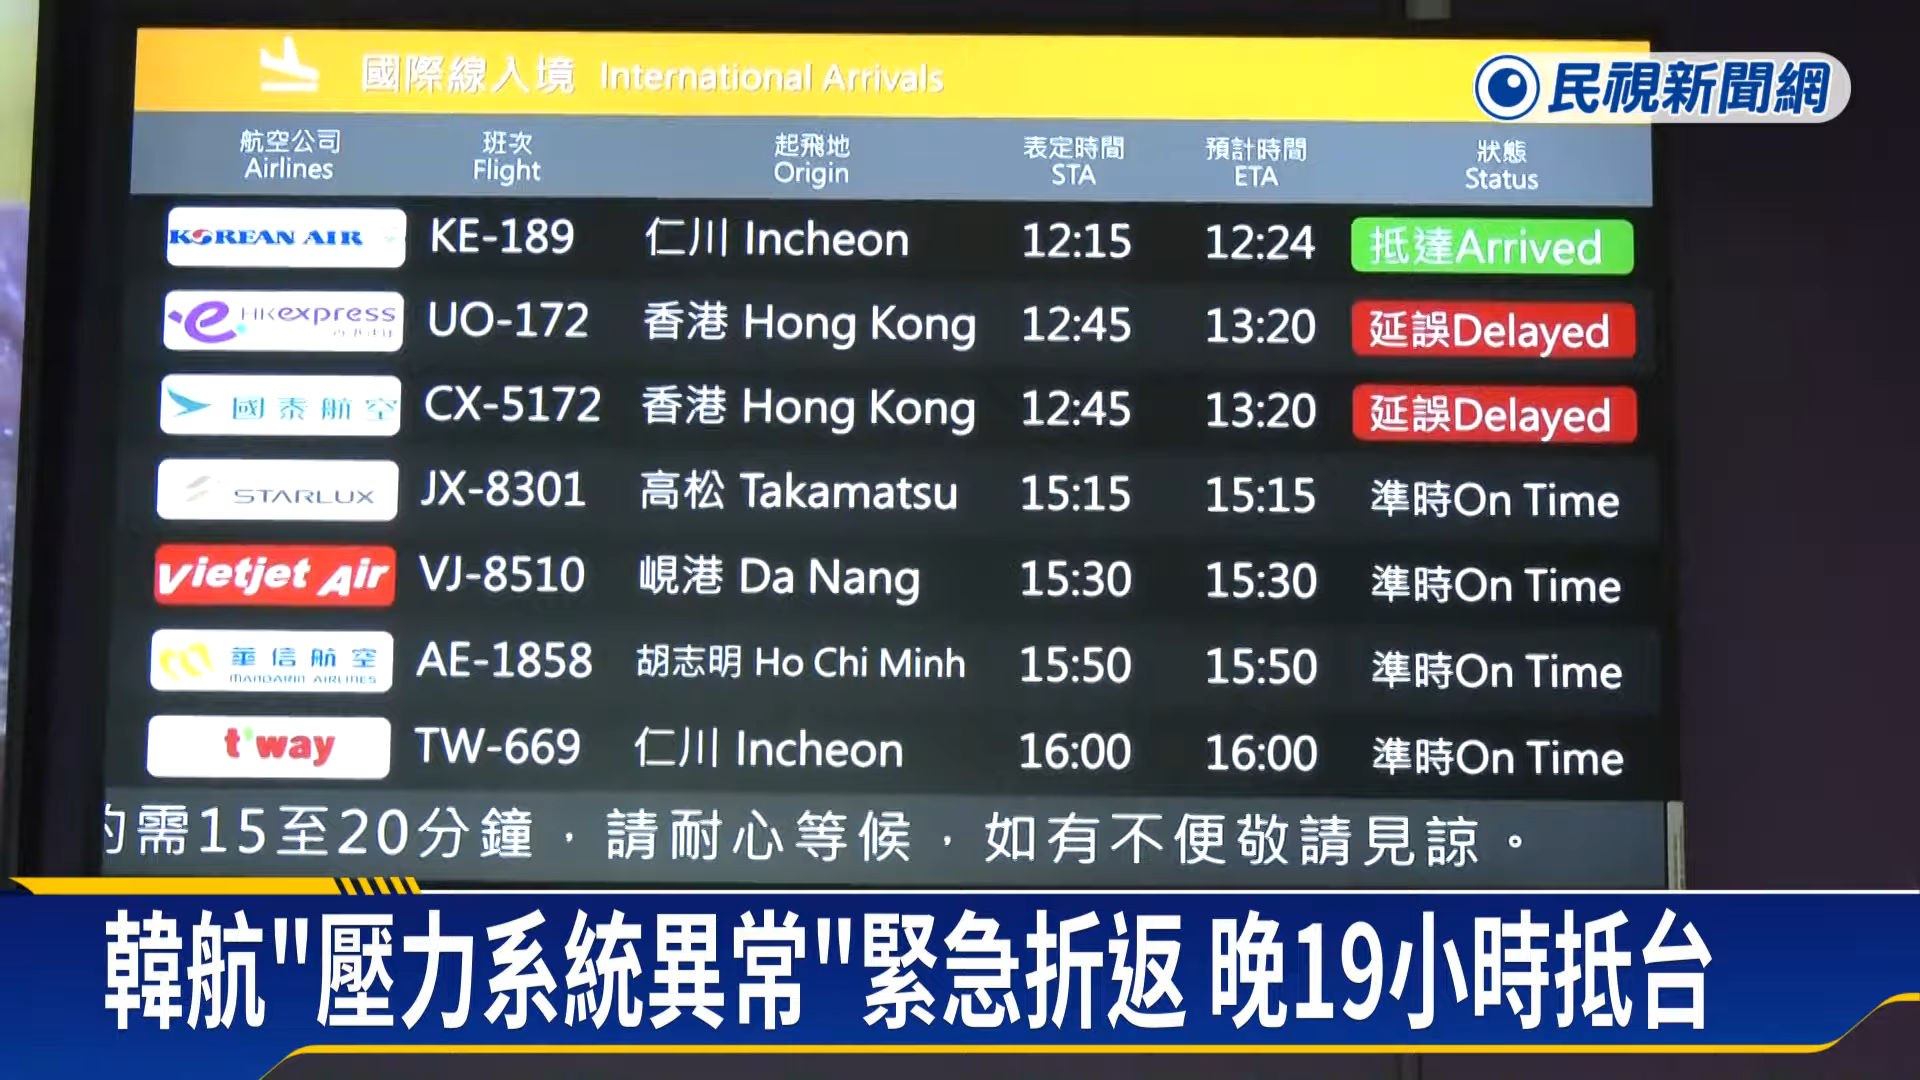 國際線入境 International Arrivals
民視新聞網
航空公司 班次 起飛地 表定時間 預計時間 狀態
Airlines Flight Origin STA ETA Status
KOREAN AIR KE-189 仁川 Incheon 12:15 12:24 抵達Arrived
HKexpress UO-172 香港 Hong Kong 12:45 13:20 延誤Delayed
國泰航空 CX-5172 香港 Hong Kong 12:45 13:20 延誤Delayed
STARLUX JX-8301 高松 Takamatsu 15:15 15:15 準時On Time
vietjet Air VJ-8510 峴港 Da Nang 15:30 15:30 準時On Time
華信航空 MANDARIN AIRLINES AE-1858 胡志明 Ho Chi Minh 15:50 15:50 準時On Time
t'way TW-669 仁川 Incheon 16:00 16:00 準時On Time
需15至20分鐘，請耐心等候，如有不便敬請見諒。
韓航"壓力系統異常"緊急折返 晚19小時抵台